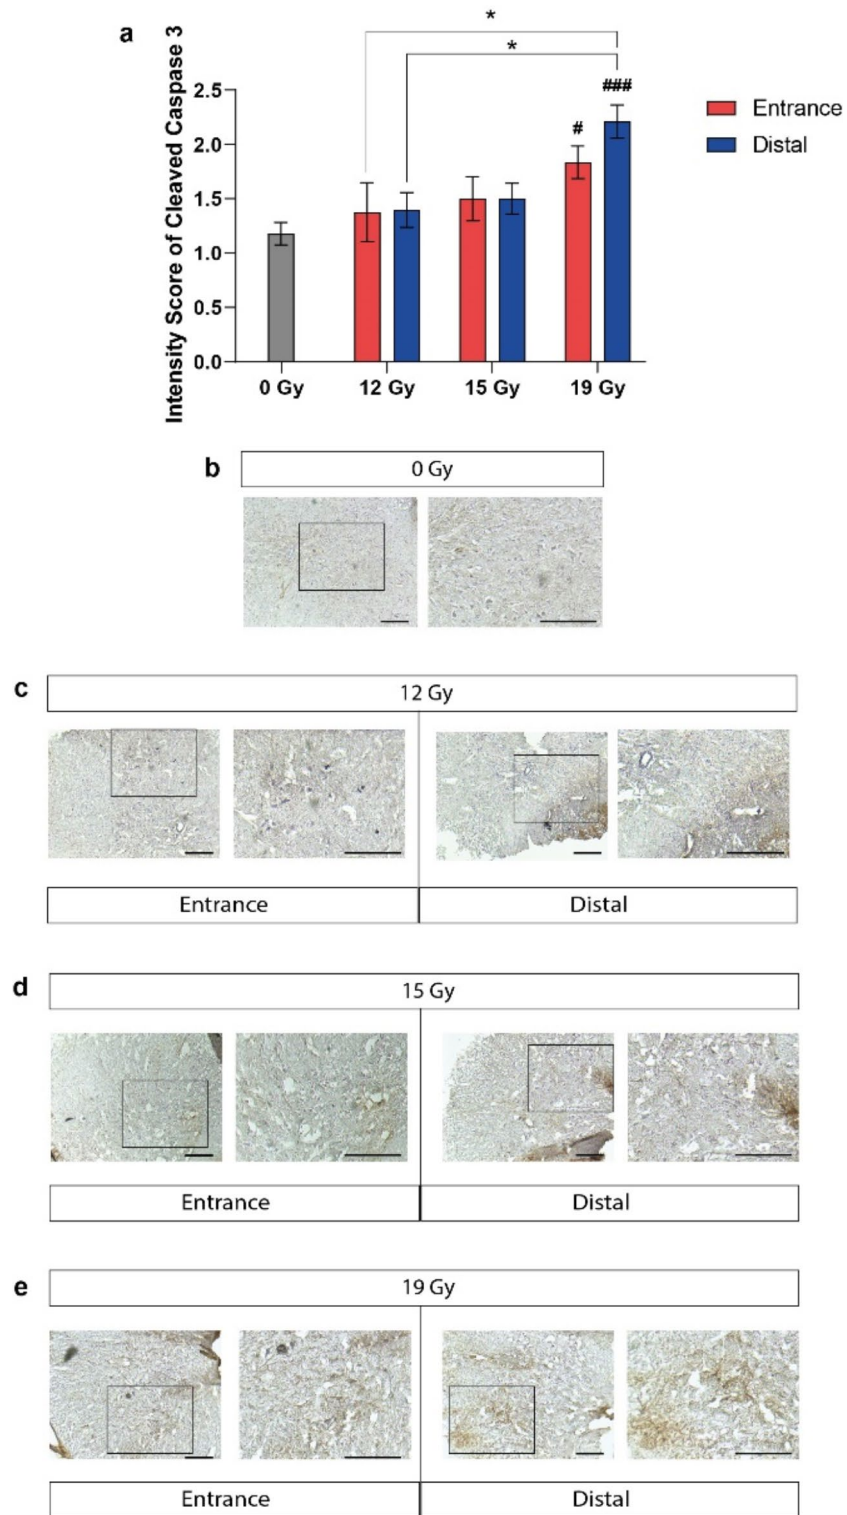 a
Intensity Score of Cleaved Caspase 3
*
*
###
#
2.5
2.0
1.5
1.0
0.5
0.0
0 Gy 12 Gy 15 Gy 19 Gy
Entrance
Distal
b
0 Gy
c
12 Gy
Entrance Distal
d
15 Gy
Entrance Distal
e
19 Gy
Entrance Distal